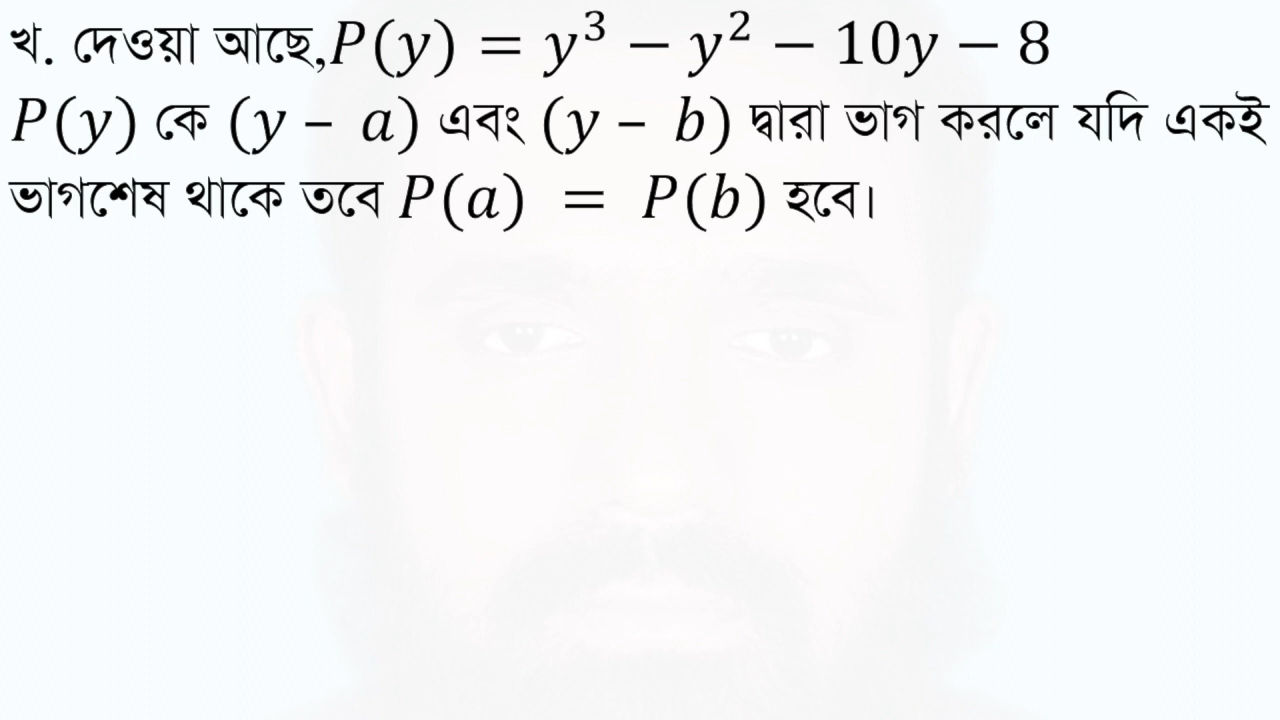 খ. দেওয়া আছে,P(y) = y³ − y² − 10y − 8
P(y) কে (y – a) এবং (y – b) দ্বারা ভাগ করলে যদি একই
ভাগশেষ থাকে তবে P(a) = P(b) হবে।